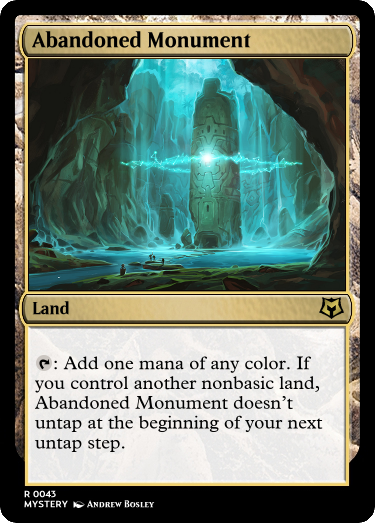 Abandoned Monument
Land
: Add one mana of any color. If
you control another nonbasic land,
Abandoned Monument doesn't
untap at the beginning of your next
untap step.
R 0043
MYSTERY Andrew Bosley